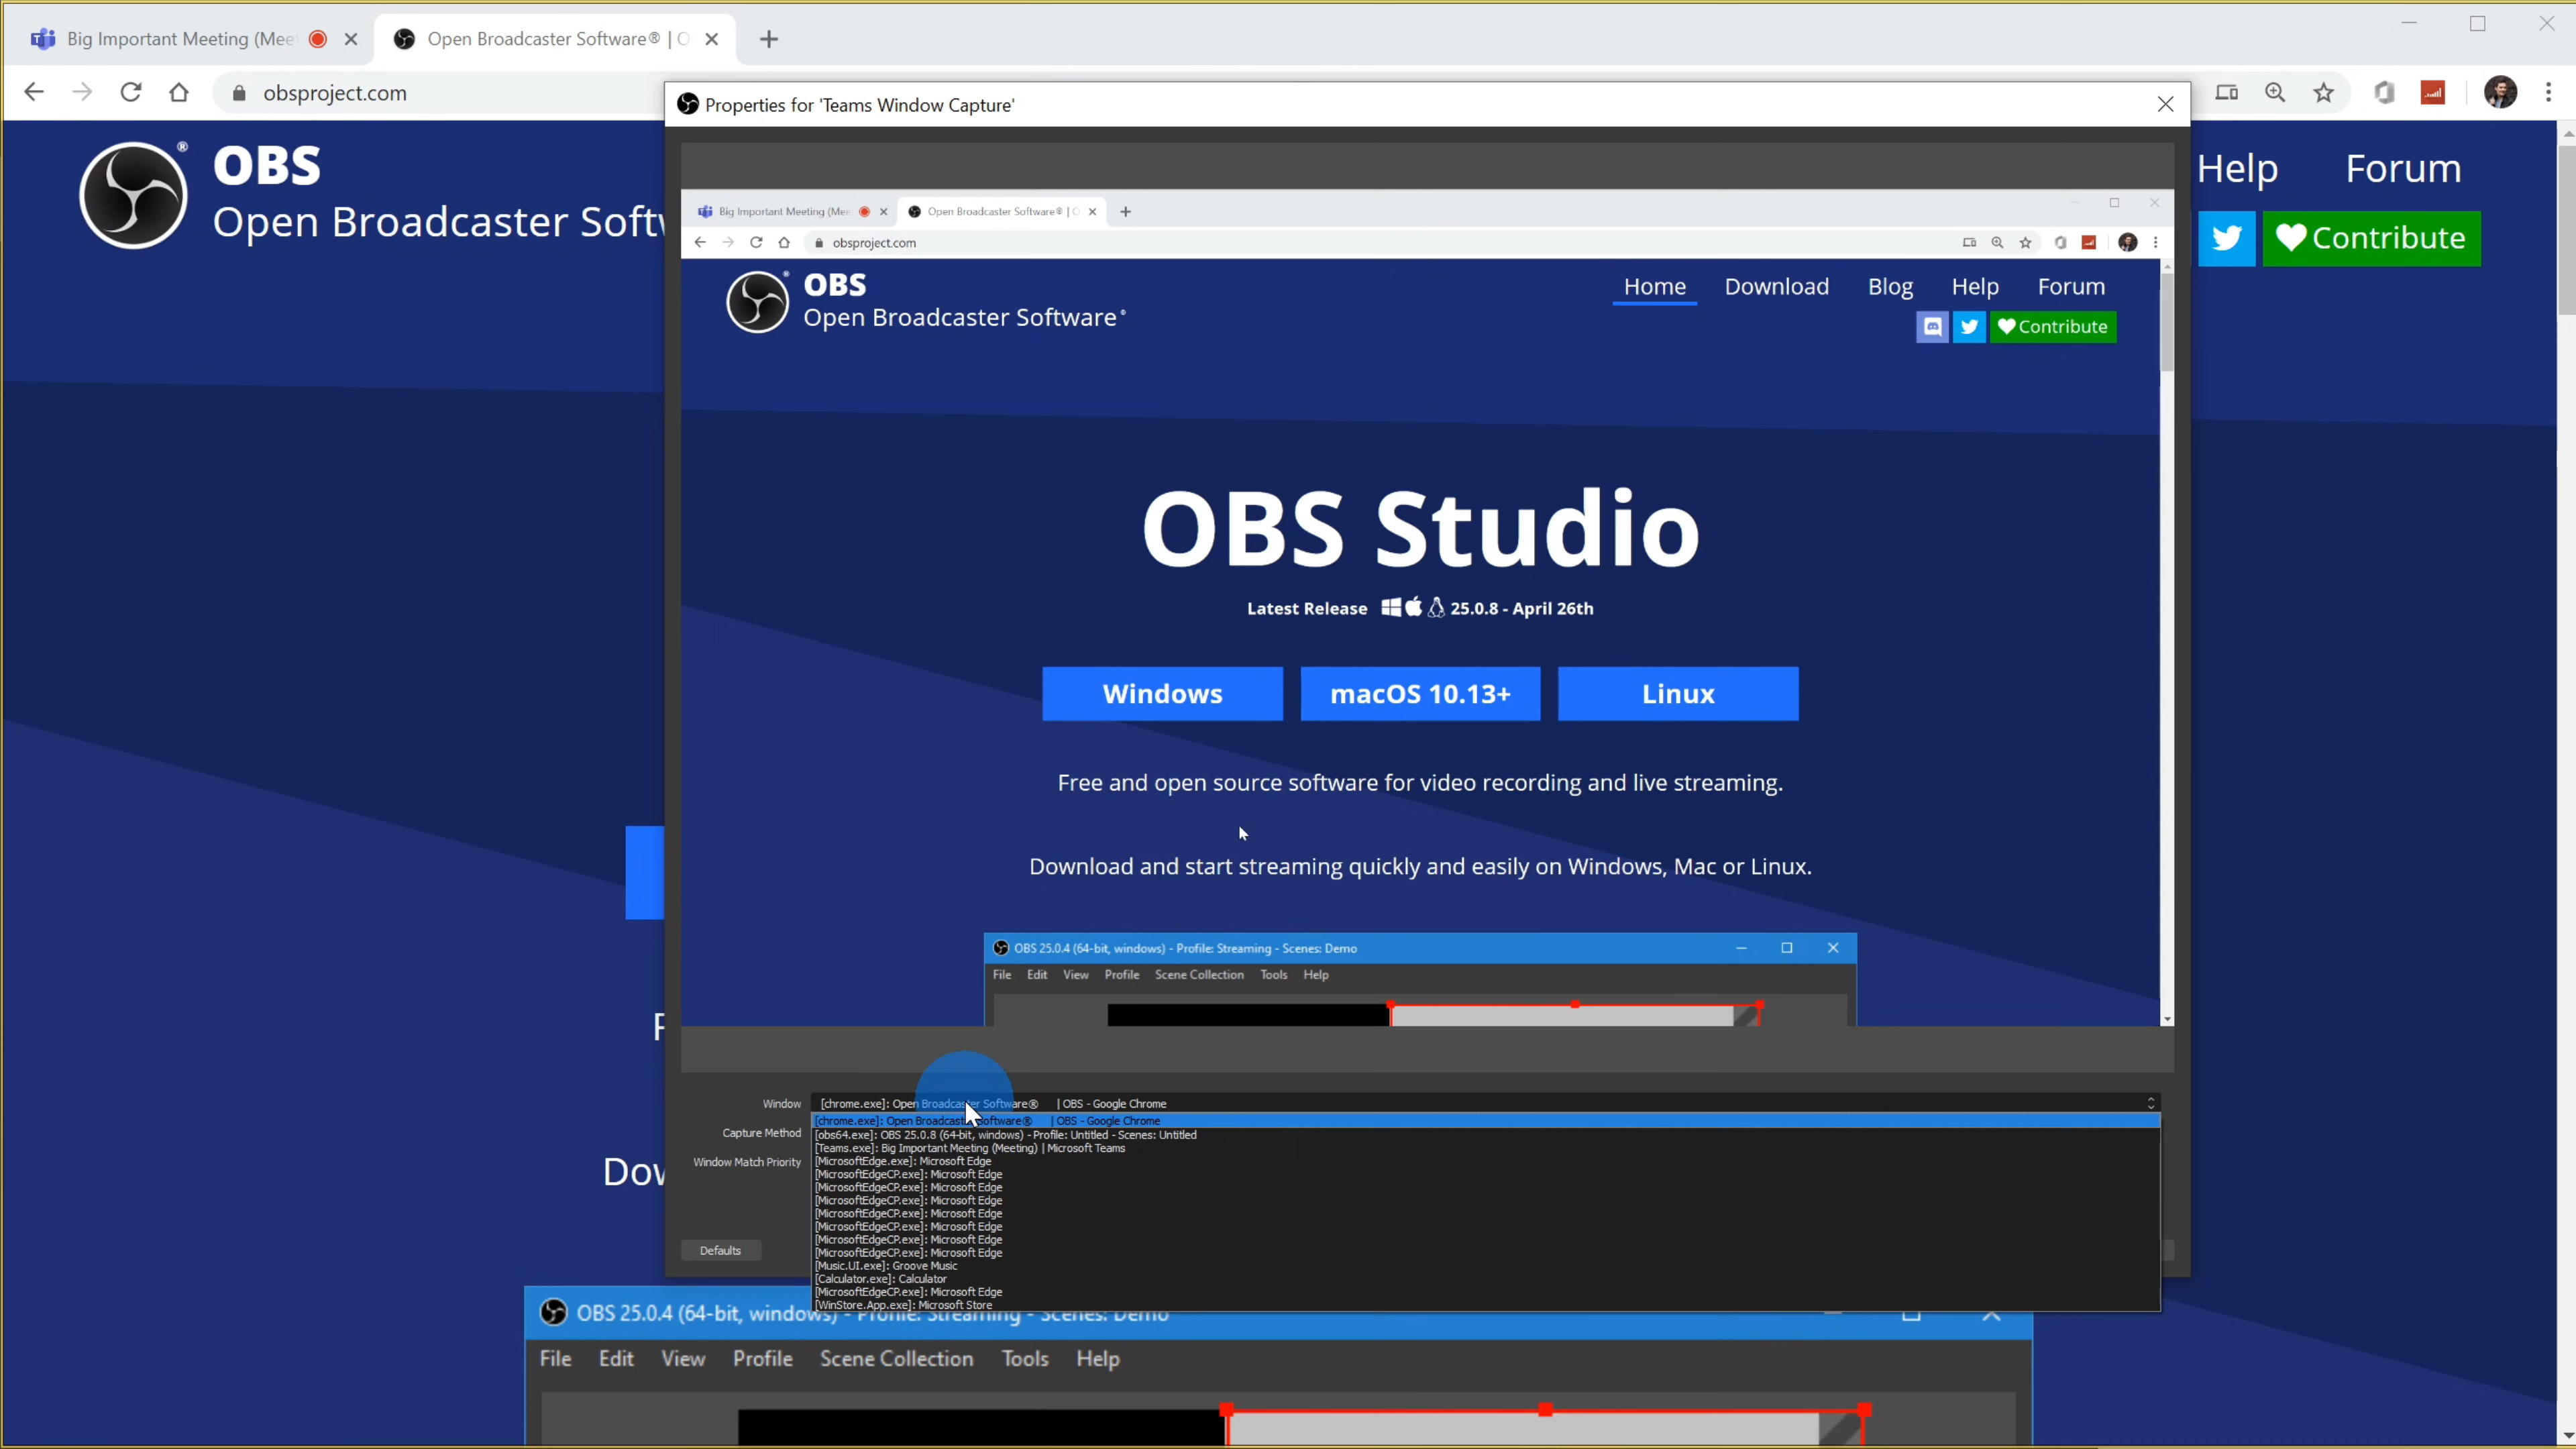 Big Important Meeting (Mee
Open Broadcaster Software® | O
obsproject.com
Properties for 'Teams Window Capture'
OBS
Open Broadcaster Softw
Help
Forum
Contribute
Big Important Meeting (Mee
Open Broadcaster Software® | O
obsproject.com
OBS
Open Broadcaster Software®
Home
Download
Blog
Help
Forum
Contribute
OBS Studio
Latest Release 25.0.8 - April 26th
Windows
macOS 10.13+
Linux
Free and open source software for video recording and live streaming.
Download and start streaming quickly and easily on Windows, Mac or Linux.
OBS 25.0.4 (64-bit, windows) - Profile: Streaming - Scenes: Demo
File Edit View Profile Scene Collection Tools Help
F
Dow
Window
[chrome.exe]: Open Broadcaster Software® | OBS - Google Chrome
[chrome.exe]: Open Broadcaster Software® | OBS - Google Chrome
Capture Method
[obs64.exe]: OBS 25.0.8 (64-bit, windows) - Profile: Untitled - Scenes: Untitled
[Teams.exe]: Big Important Meeting (Meeting) | Microsoft Teams
Window Match Priority
[MicrosoftEdge.exe]: Microsoft Edge
[MicrosoftEdgeCP.exe]: Microsoft Edge
[MicrosoftEdgeCP.exe]: Microsoft Edge
[MicrosoftEdgeCP.exe]: Microsoft Edge
[MicrosoftEdgeCP.exe]: Microsoft Edge
[MicrosoftEdgeCP.exe]: Microsoft Edge
[MicrosoftEdgeCP.exe]: Microsoft Edge
[MicrosoftEdgeCP.exe]: Microsoft Edge
[Music.UI.exe]: Groove Music
[Calculator.exe]: Calculator
[MicrosoftEdgeCP.exe]: Microsoft Edge
[WinStore.App.exe]: Microsoft Store
Defaults
OBS 25.0.4 (64-bit, windows) - Profile: Streaming - Scenes: Demo
File Edit View Profile Scene Collection Tools Help